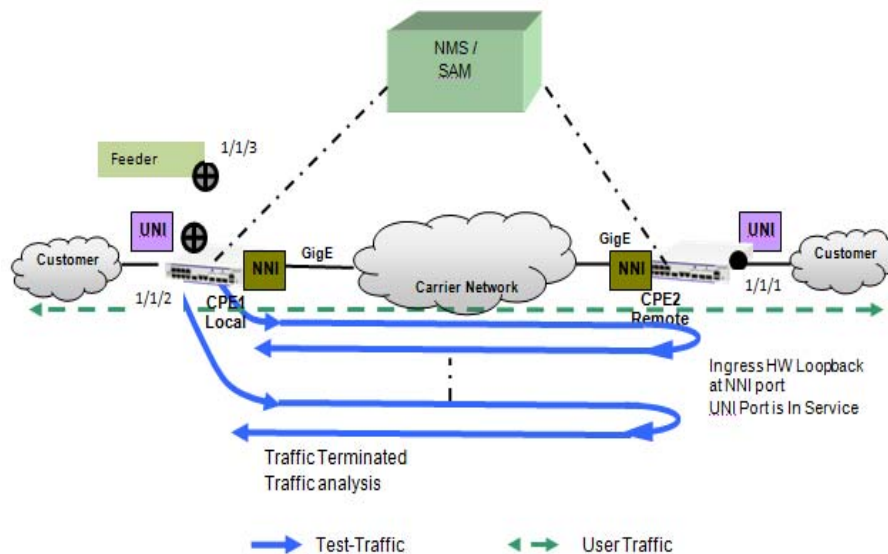 NMS /
SAM
1/1/3
Feeder
UNI
UNI
Customer
NNI
GigE
Carrier Network
GigE
NNI
Customer
1/1/2
CPE1
Local
CPE2
Remote
1/1/1
Ingress HW Loopback
at NNI port
UNI Port is In Service
Traffic Terminated
Traffic analysis
Test-Traffic
User Traffic